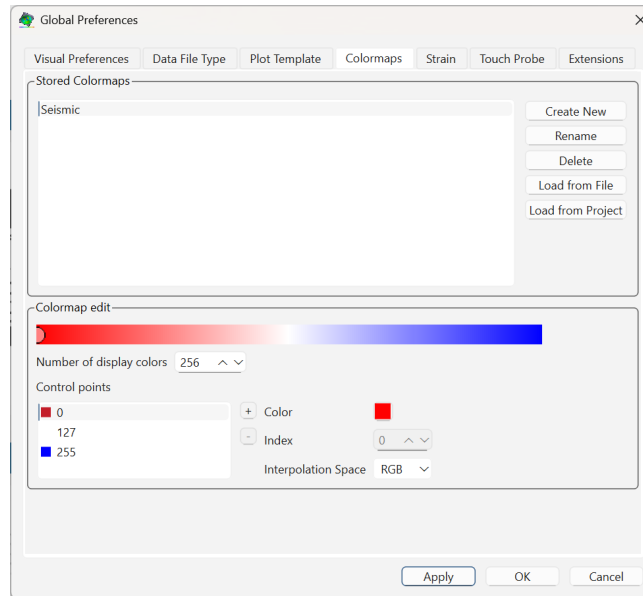 Global Preferences
Visual Preferences Data File Type Plot Template Colormaps Strain Touch Probe Extensions
Stored Colormaps
Seismic
Create New
Rename
Delete
Load from File
Load from Project
Colormap edit
Number of display colors 256
Control points
0
127
255
+ Color
- Index 0
Interpolation Space RGB
Apply OK Cancel